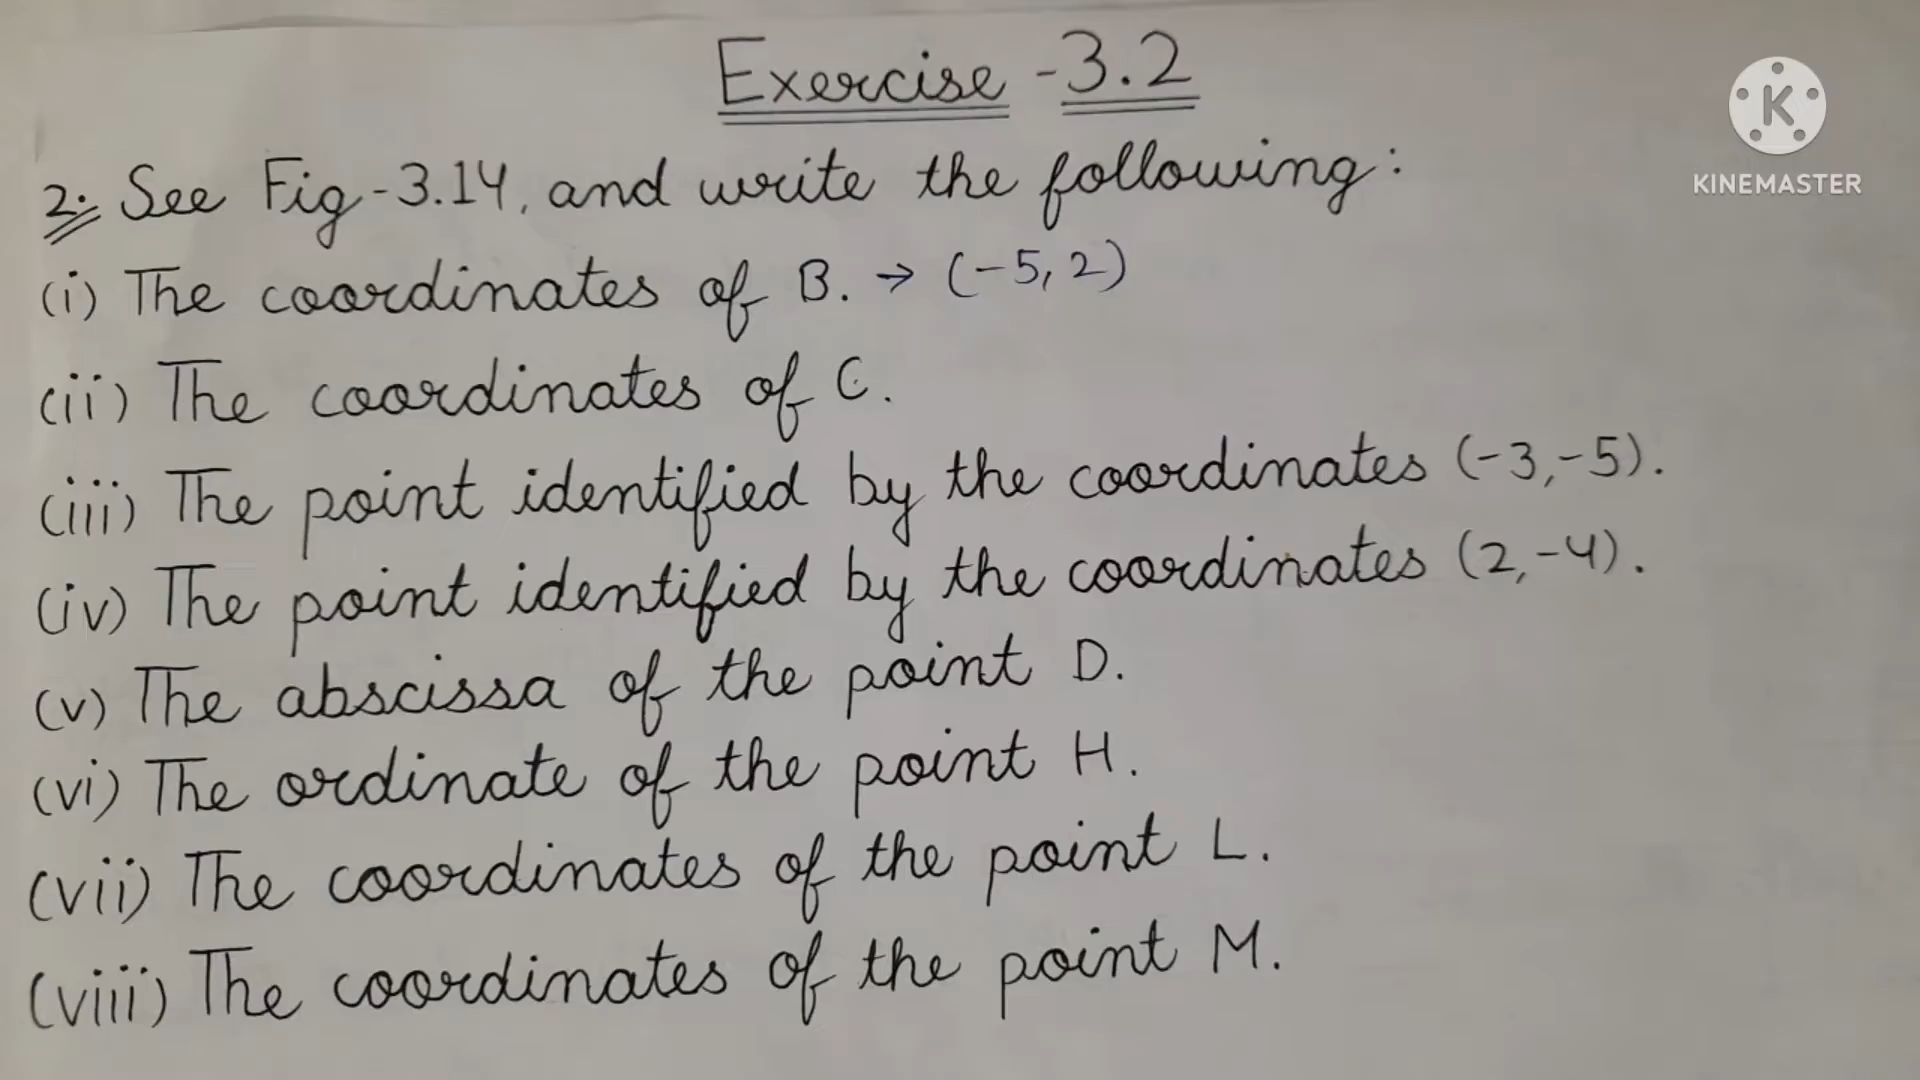 Exercise - 3.2
K
KINEMASTER
2. See Fig-3.14, and write the following:
(i) The coordinates of B. → (-5, 2)
(ii) The coordinates of C.
(iii) The point identified by the coordinates (-3,-5).
(iv) The point identified by the coordinates (2,-4).
(v) The abscissa of the point D.
(vi) The ordinate of the point H.
(vii) The coordinates of the point L.
(viii) The coordinates of the point M.